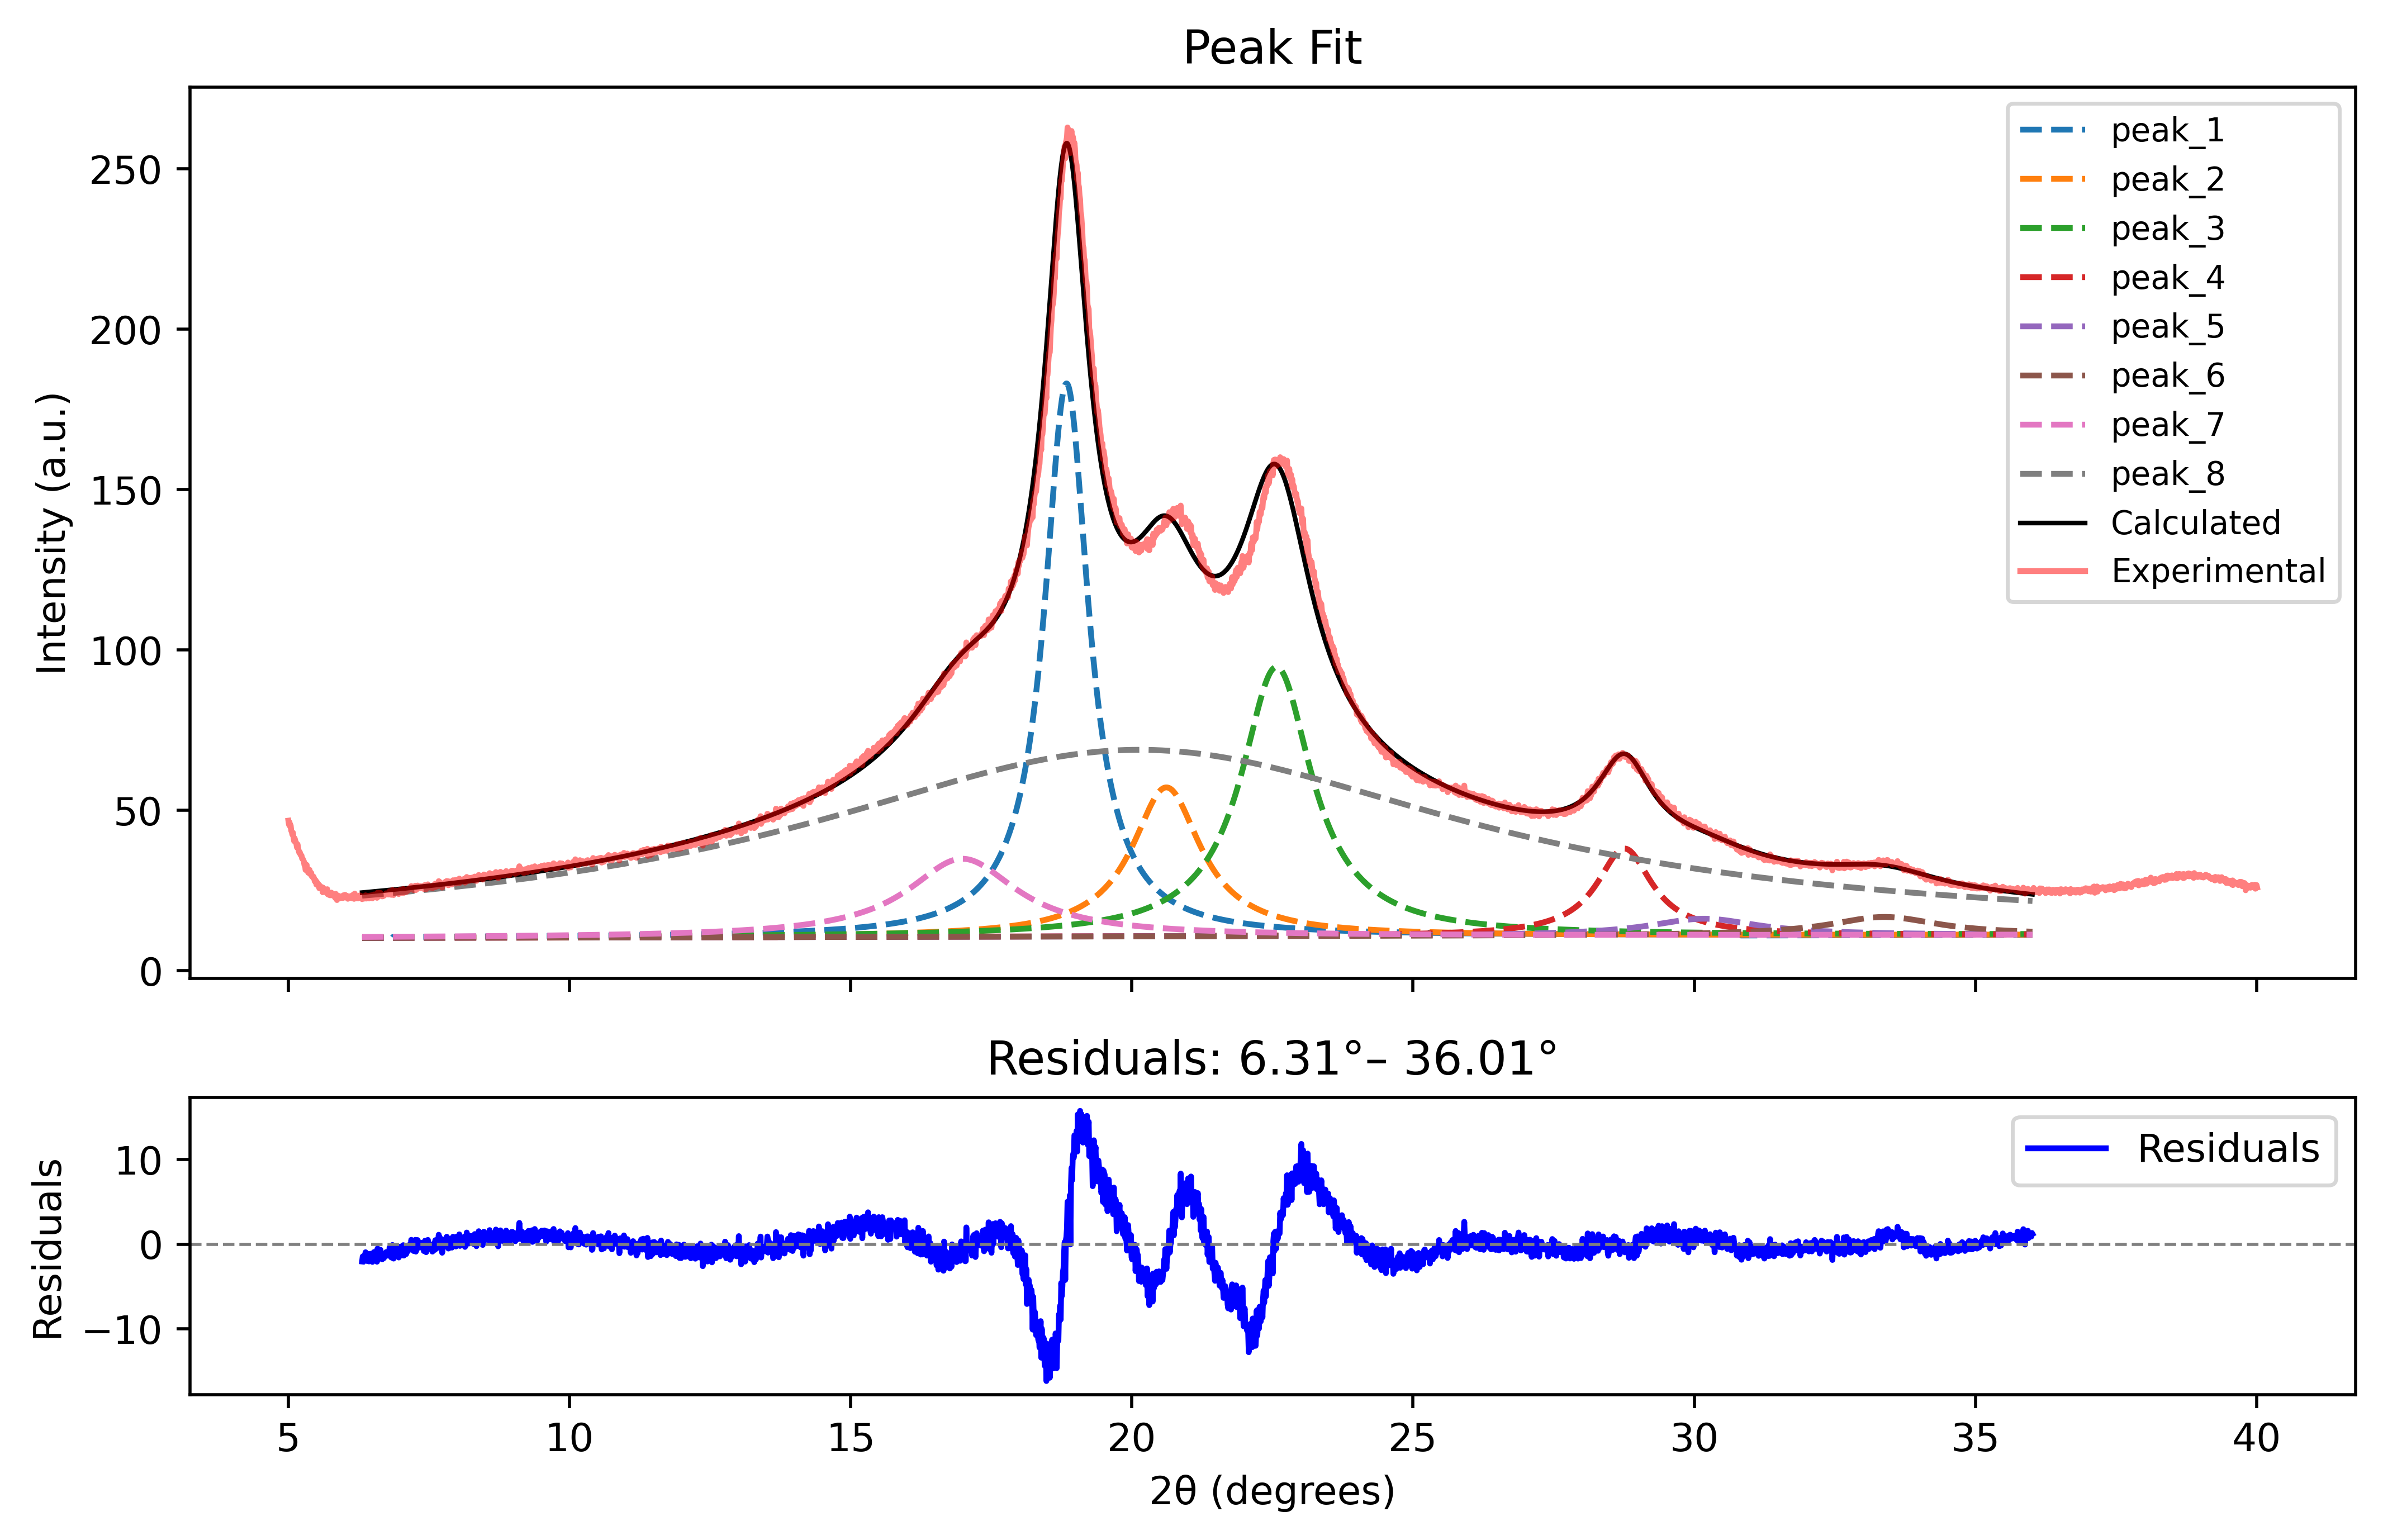 Peak Fit
Intensity (a.u.)
250
200
150
100
50
0
peak_1
peak_2
peak_3
peak_4
peak_5
peak_6
peak_7
peak_8
Calculated
Experimental
Residuals: 6.31°– 36.01°
Residuals
10
0
−10
Residuals
5 10 15 20 25 30 35 40
2θ (degrees)